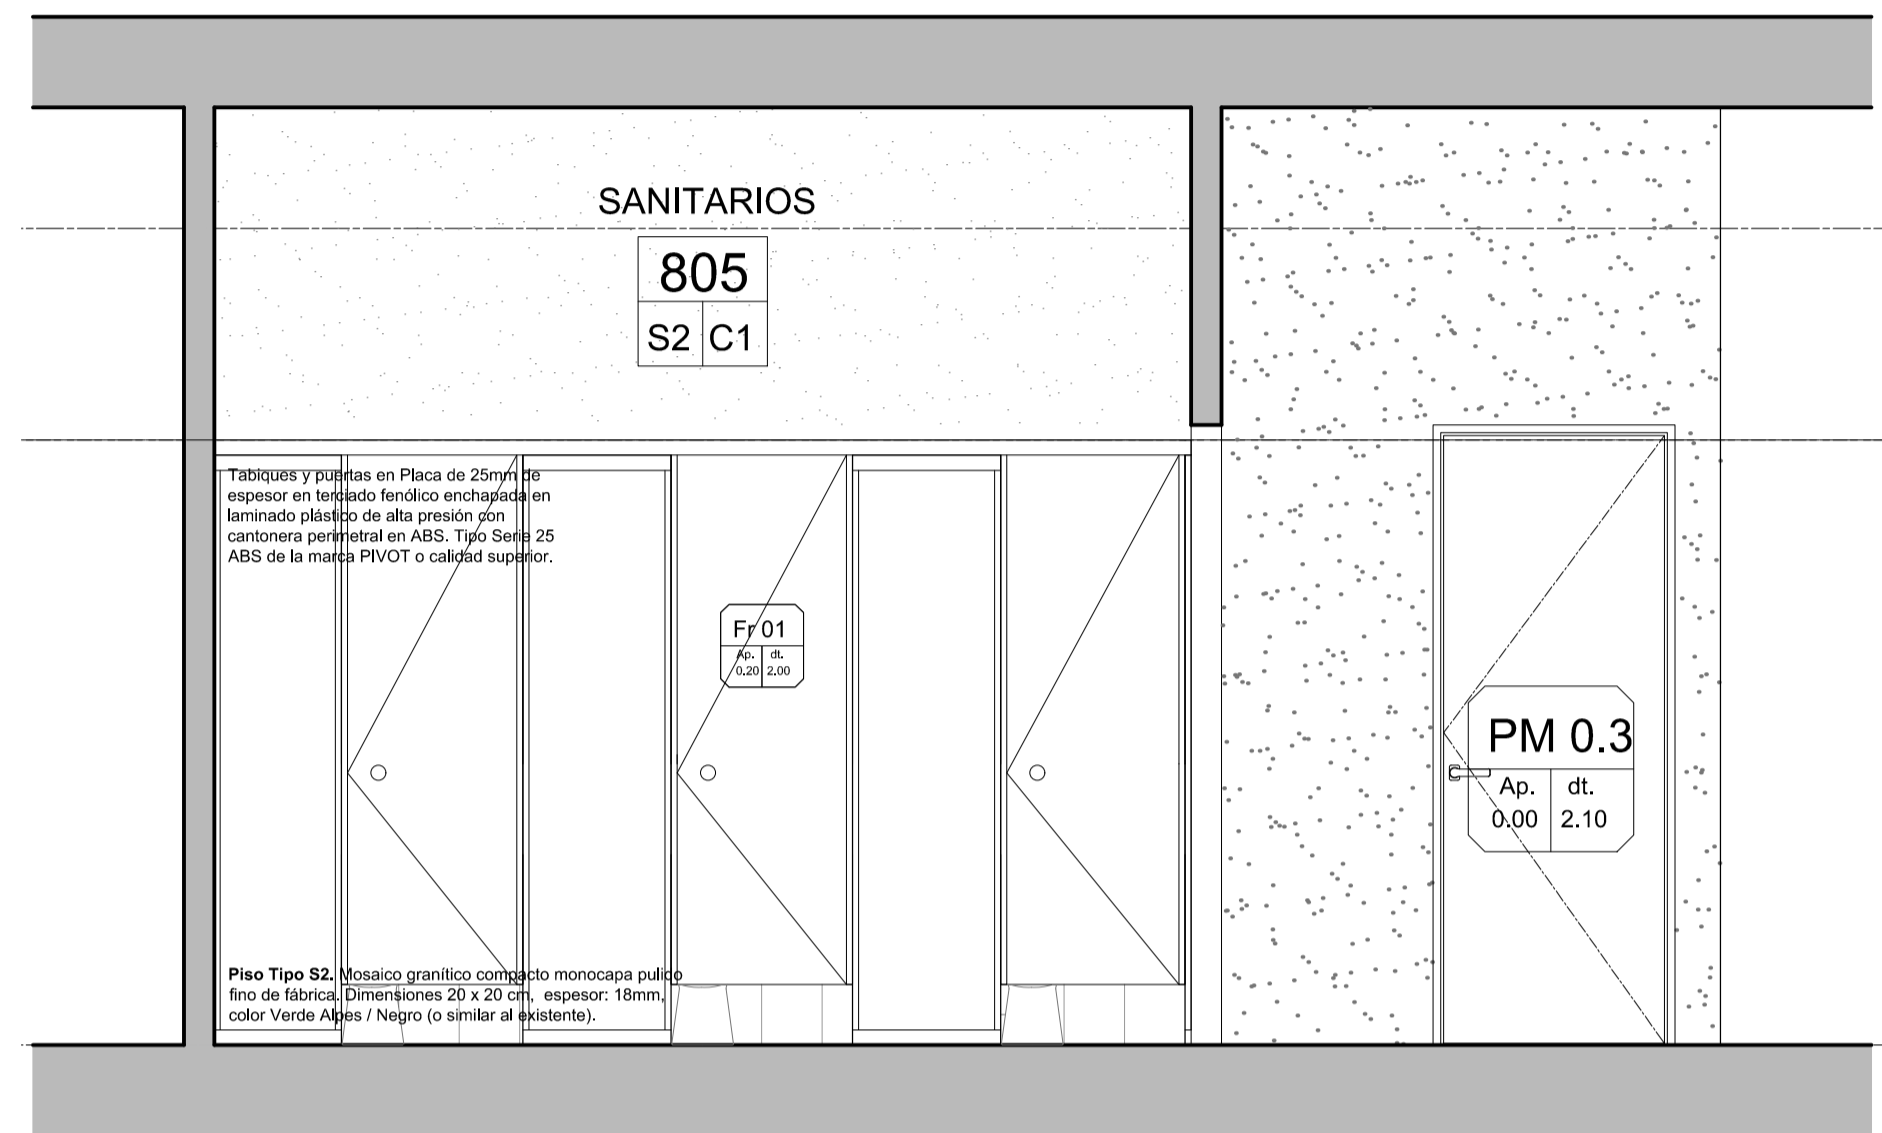 SANITARIOS
805
S2 C1
Tabiques y puertas en Placa de 25mm de
espesor en terciado fenólico enchapada en
laminado plástico de alta presión con
cantonera perimetral en ABS. Tipo Serie 25
ABS de la marca PIVOT o calidad superior.
Fr 01
Ap. dt.
0.20 2.00
PM 0.3
Ap. dt.
0.00 2.10
Piso Tipo S2. Mosaico granítico compacto monocapa pulido
fino de fábrica. Dimensiones 20 x 20 cm, espesor: 18mm,
color Verde Alpes / Negro (o similar al existente).